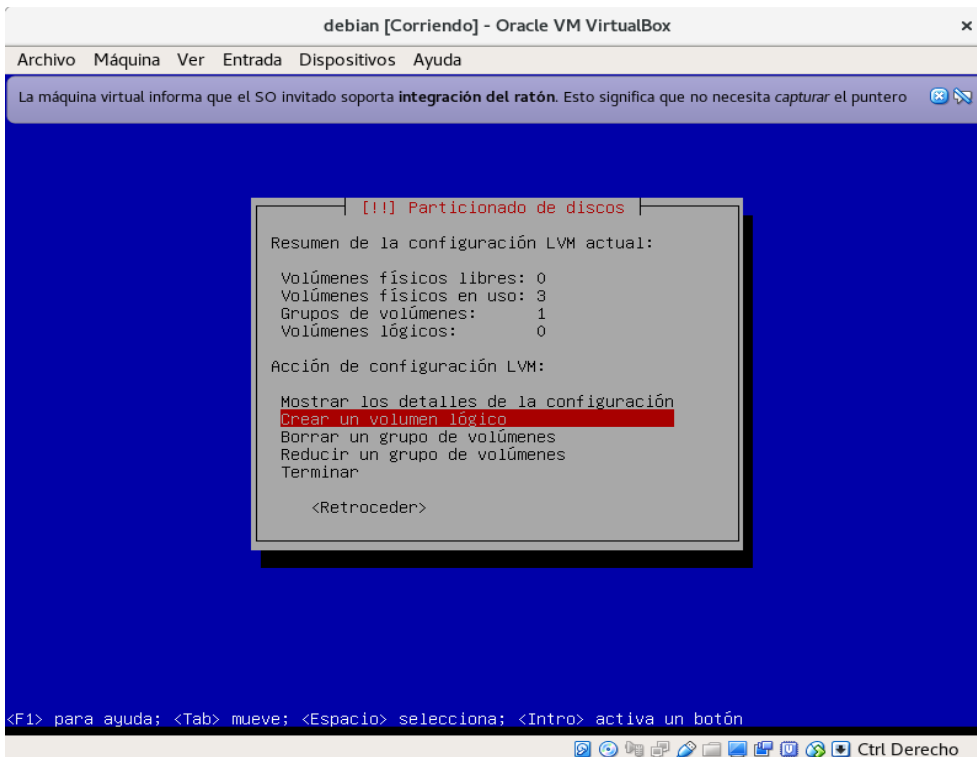 debian [Corriendo] - Oracle VM VirtualBox
Archivo Máquina Ver Entrada Dispositivos Ayuda
La máquina virtual informa que el SO invitado soporta integración del ratón. Esto significa que no necesita capturar el puntero
[!!] Particionado de discos
Resumen de la configuración LVM actual:
Volúmenes físicos libres: 0
Volúmenes físicos en uso: 3
Grupos de volúmenes: 1
Volúmenes lógicos: 0
Acción de configuración LVM:
Mostrar los detalles de la configuración
Crear un volumen lógico
Borrar un grupo de volúmenes
Reducir un grupo de volúmenes
Terminar
<Retroceder>
<F1> para ayuda; <Tab> mueve; <Espacio> selecciona; <Intro> activa un botón
Ctrl Derecho